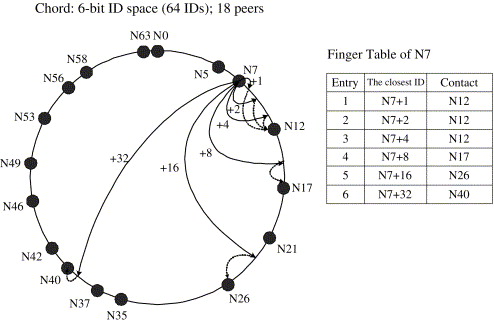 Chord: 6-bit ID space (64 IDs); 18 peers
N63 N0
N58
N56
N53
N49
N46
N42
N40
N37
N35
N26
N21
N17
N12
N7
N5
+1
+2
+4
+8
+16
+32
Finger Table of N7
Entry The closest ID Contact
1 N7+1 N12
2 N7+2 N12
3 N7+4 N12
4 N7+8 N17
5 N7+16 N26
6 N7+32 N40